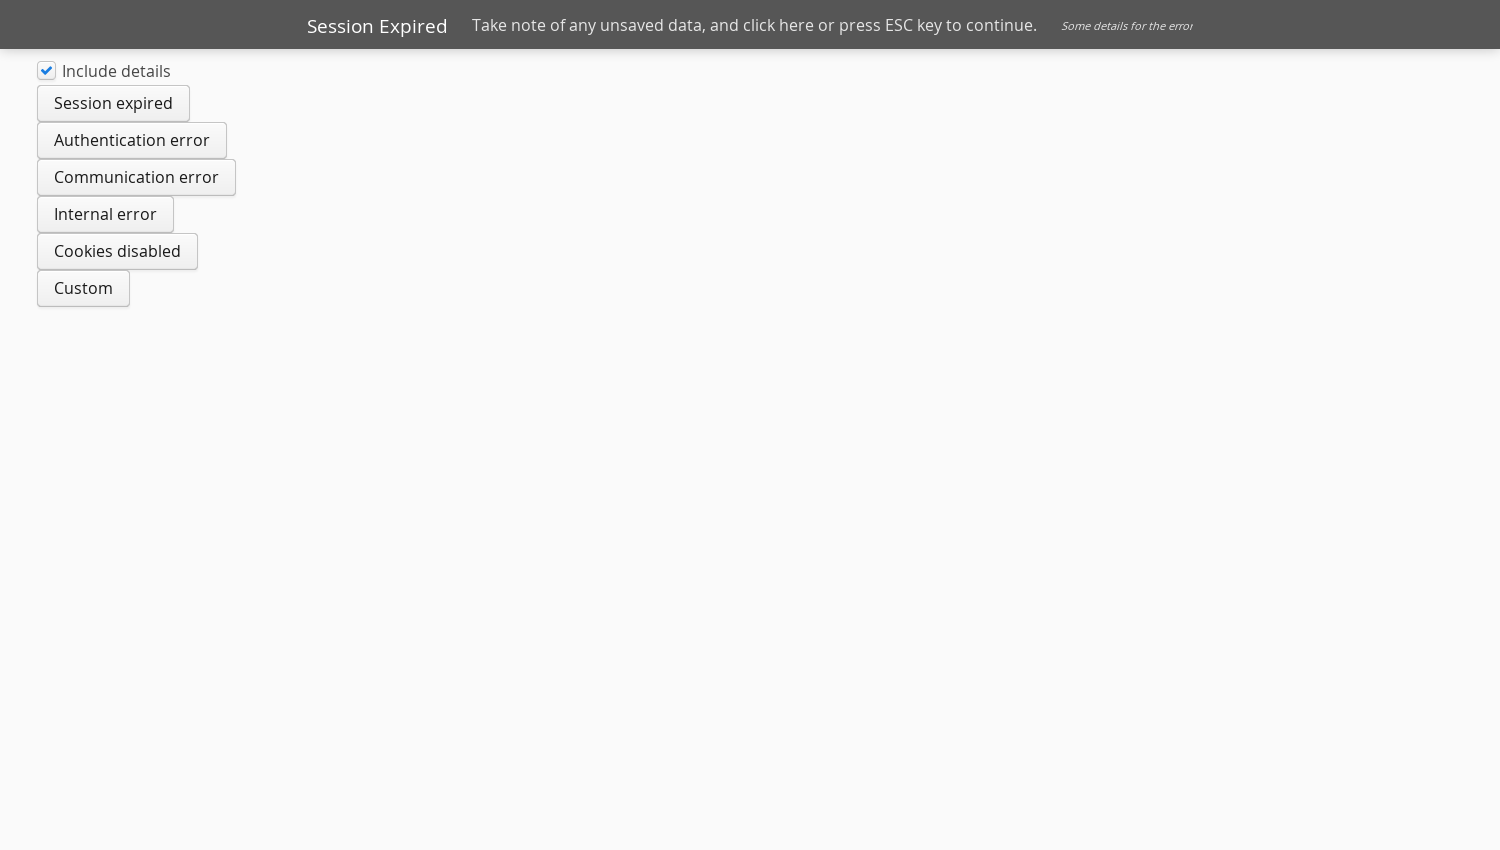 Session Expired Take note of any unsaved data, and click here or press ESC key to continue. Some details for the error
Include details
Session expired
Authentication error
Communication error
Internal error
Cookies disabled
Custom